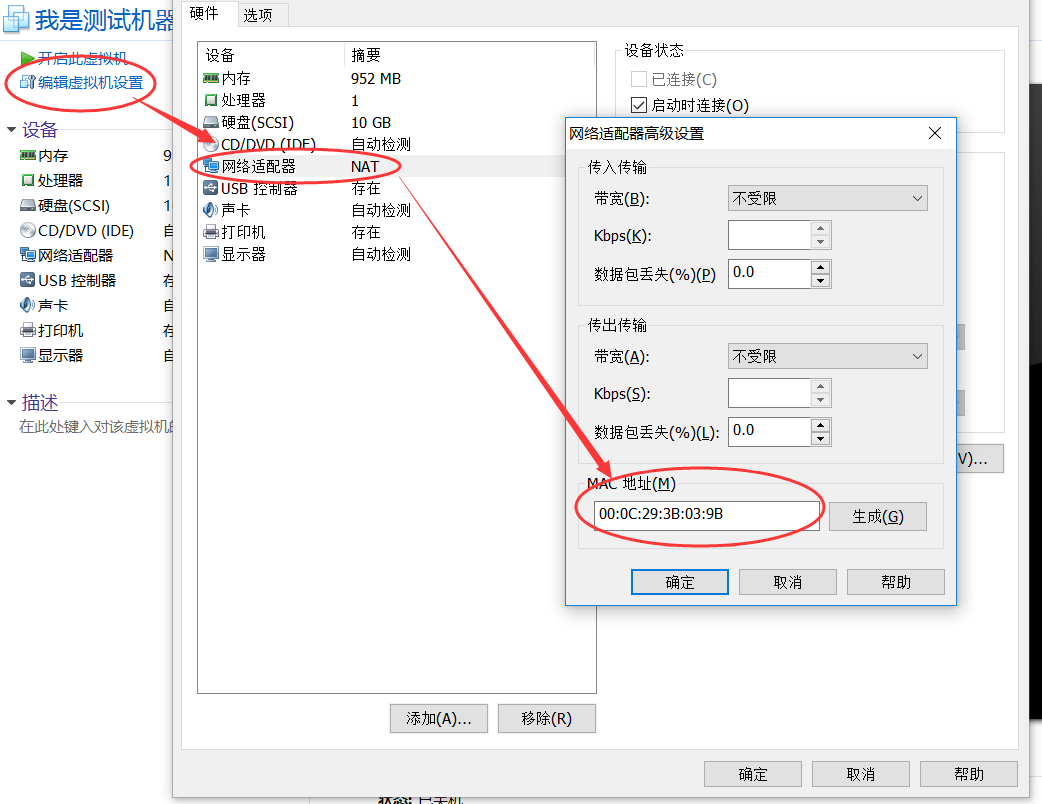 我是测试机器
开启此虚拟机
编辑虚拟机设置
设备
内存 9
处理器 1
硬盘(SCSI) 1
CD/DVD (IDE) 自
网络适配器 N
USB 控制器 存
声卡 自
打印机 存
显示器 自
描述
在此处键入对该虚拟机的
硬件 选项
设备 摘要
内存 952 MB
处理器 1
硬盘(SCSI) 10 GB
CD/DVD (IDE) 自动检测
网络适配器 NAT
USB 控制器 存在
声卡 自动检测
打印机 存在
显示器 自动检测
添加(A)... 移除(R)
设备状态
已连接(C)
启动时连接(O)
V)...
网络适配器高级设置
传入传输
带宽(B): 不受限
Kbps(K):
数据包丢失(%)(P) 0.0
传出传输
带宽(A): 不受限
Kbps(S):
数据包丢失(%)(L): 0.0
MAC 地址(M)
00:0C:29:3B:03:9B 生成(G)
确定 取消 帮助
确定 取消 帮助
状态: 已关机